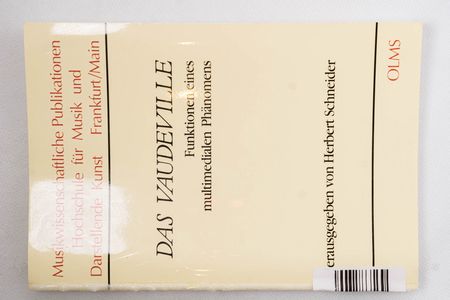 Musikwissenschaftliche Publikationen
Hochschule für Musik und
Darstellende Kunst Frankfurt/Main
DAS VAUDEVILLE
Funktionen eines
multimedialen Phänomens
erausgegeben von Herbert Schneider
OLMS